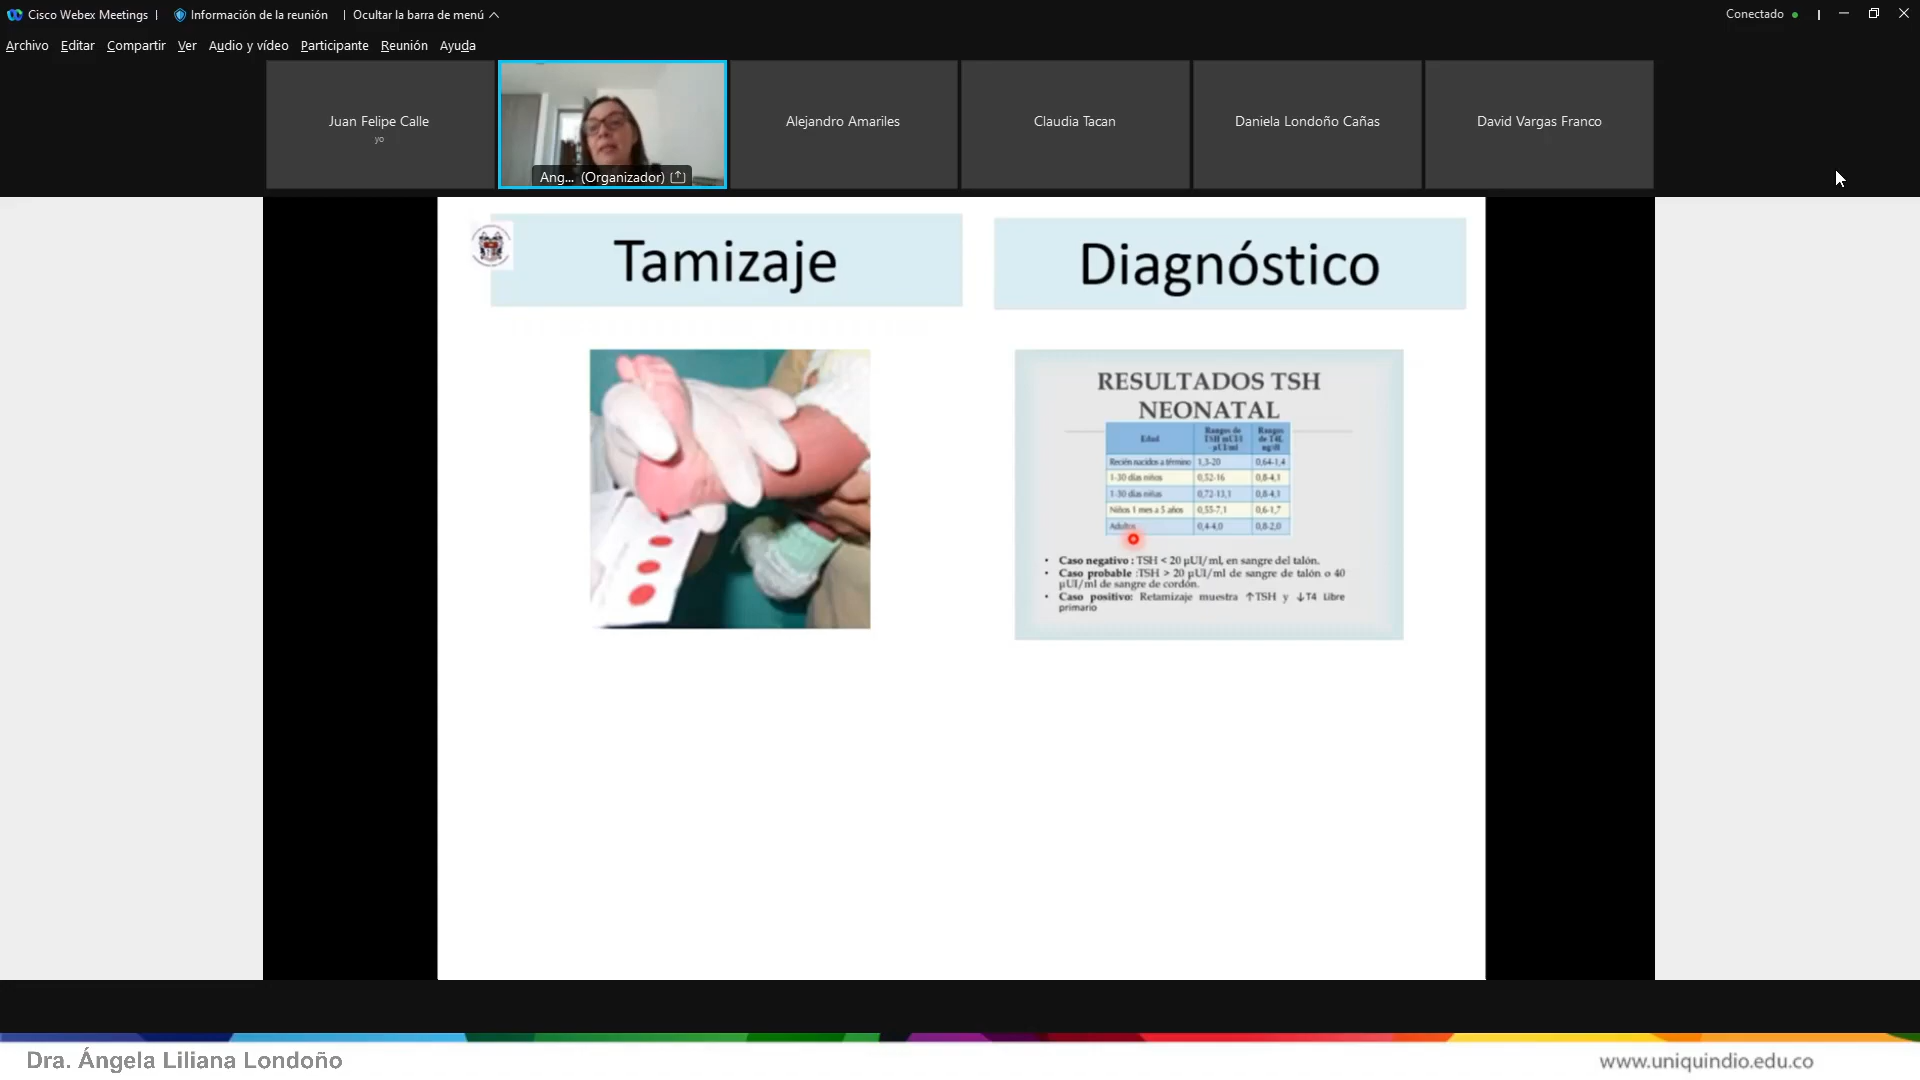 Cisco Webex Meetings | Información de la reunión | Ocultar la barra de menú
Conectado
Archivo Editar Compartir Ver Audio y vídeo Participante Reunión Ayuda
Juan Felipe Calle
yo
Ang... (Organizador)
Alejandro Amariles
Claudia Tacan
Daniela Londoño Cañas
David Vargas Franco
Tamizaje
Diagnóstico
RESULTADOS TSH
NEONATAL
Edad
Rangos de
TSH mUI/l
- µUI/ml
Rangos
de T4L
ng/dl
Recién nacidos a término 1,3-20 0,64-1,4
1-30 días niños 0,52-16 0,8-4,1
1-30 días niñas 0,72-13,1 0,8-4,1
Niños 1 mes a 5 años 0,55-7,1 0,6-1,7
Adultos 0,4-4,0 0,8-2,0
• Caso negativo : TSH < 20 µUI/ml, en sangre del talón.
• Caso probable :TSH > 20 µUI/ml de sangre de talón o 40
µUI/ml de sangre de cordón.
• Caso positivo: Retamizaje muestra ↑TSH y ↓T4 Libre
primario
Dra. Ángela Liliana Londoño
www.uniquindio.edu.co